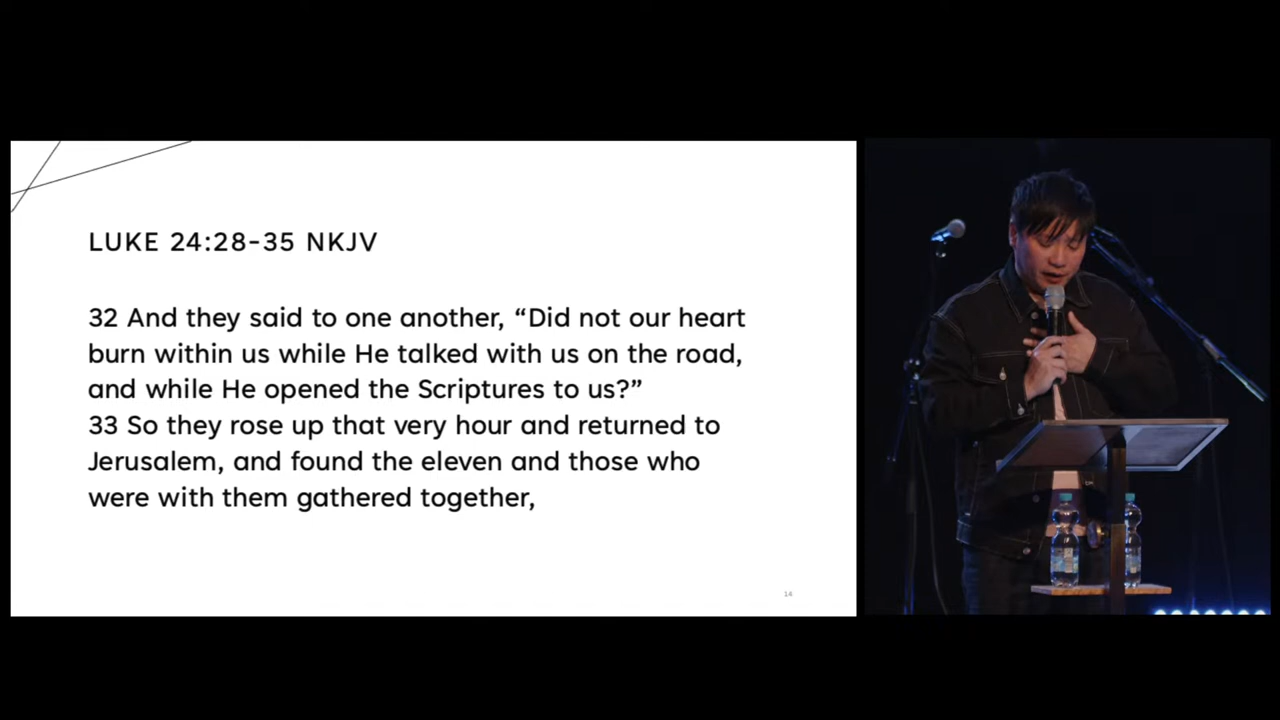 LUKE 24:28-35 NKJV
32 And they said to one another, “Did not our heart
burn within us while He talked with us on the road,
and while He opened the Scriptures to us?”
33 So they rose up that very hour and returned to
Jerusalem, and found the eleven and those who
were with them gathered together,
14